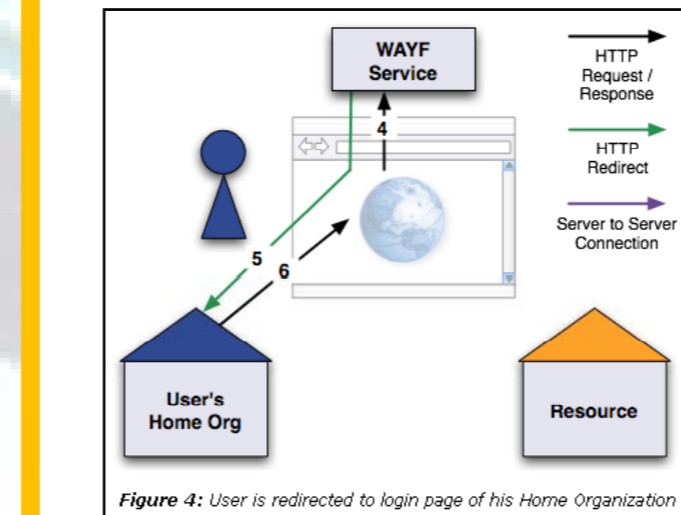 WAYF
Service
HTTP
Request /
Response
4
HTTP
Redirect
Server to Server
Connection
5
6
User's
Home Org
Resource
Figure 4: User is redirected to login page of his Home Organization